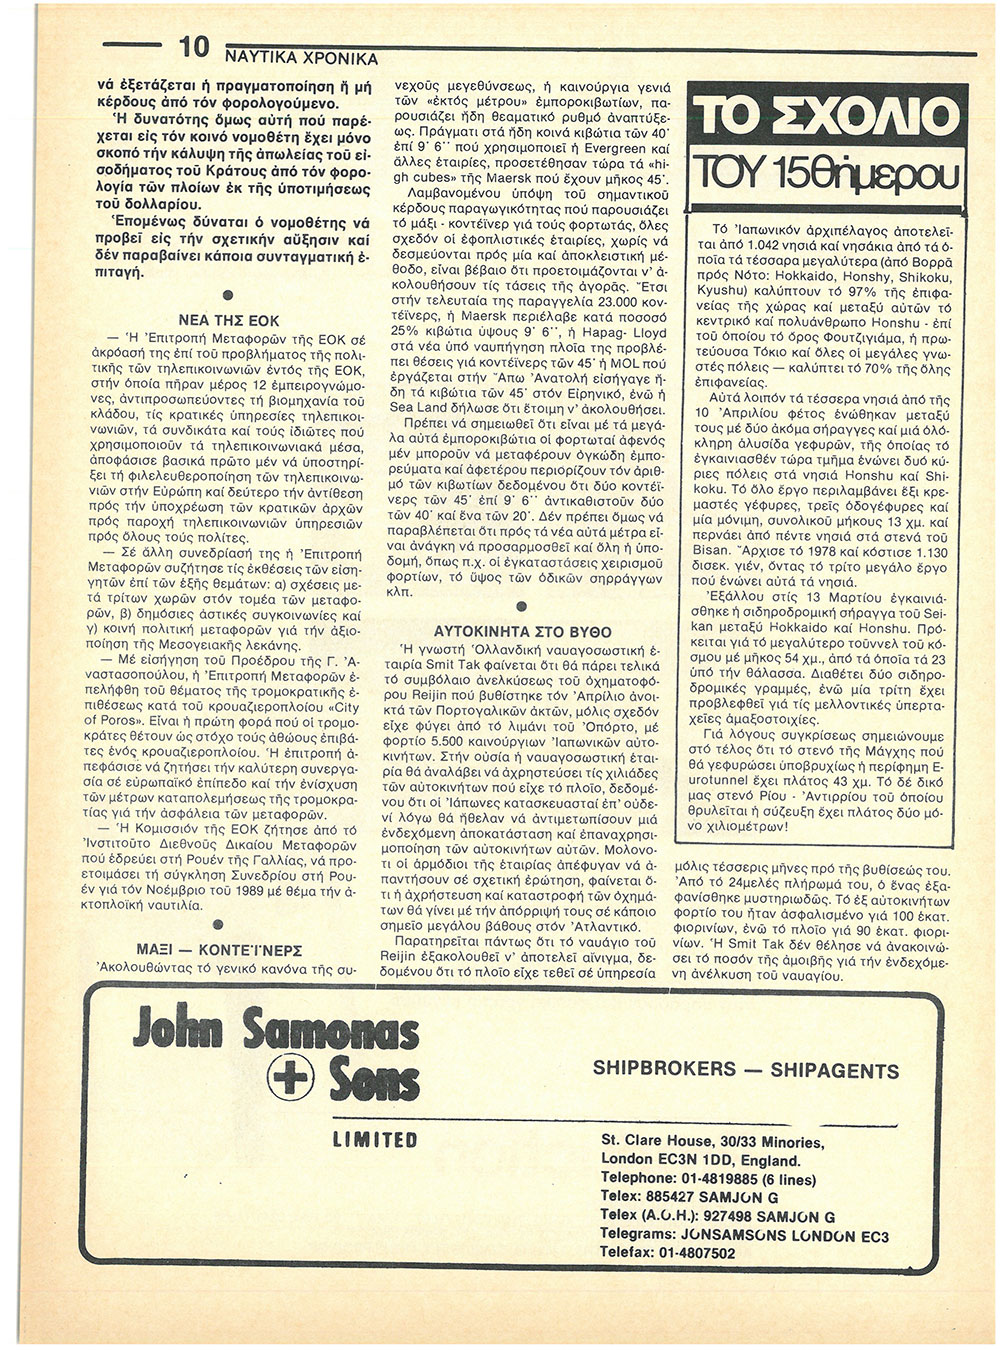 10
ΝΑΥΤΙΚΑ ΧΡΟΝΙΚΑ
νά ἐξετάζεται ἡ πραγματοποίηση ἤ μή
κέρδους ἀπό τόν φορολογούμενο.
Ἡ δυνατότης ὅμως αὐτή πού παρέ-
χεται εἰς τόν κοινό νομοθέτη ἔχει μόνο
σκοπό τήν κάλυψη τῆς ἀπωλείας τοῦ εἰ-
σοδήματος τοῦ Κράτους ἀπό τόν φορο-
λογία τῶν πλοίων ἐκ τῆς ὑποτιμήσεως
τοῦ δολλαρίου.
Ἑπομένως δύναται ὁ νομοθέτης νά
προβεῖ εἰς τήν σχετικήν αὔξησιν καί
δέν παραβαίνει κάποια συνταγματική ἐ-
πιταγή.
●
ΝΕΑ ΤΗΣ ΕΟΚ
— Ἡ Ἐπιτροπή Μεταφορῶν τῆς ΕΟΚ σέ
ἀκρόασή της ἐπί τοῦ προβλήματος τῆς πολι-
τικῆς τῶν τηλεπικοινωνιῶν ἐντός τῆς ΕΟΚ,
στήν ὁποία πῆραν μέρος 12 ἐμπειρογνώμο-
νες, ἀντιπροσωπεύοντες τή βιομηχανία τοῦ
κλάδου, τίς κρατικές ὑπηρεσίες τηλεπικοι-
νωνιῶν, τά συνδικάτα καί τούς ἰδιῶτες πού
χρησιμοποιοῦν τά τηλεπικοινωνιακά μέσα,
ἀποφάσισε βασικά πρῶτο μέν νά ὑποστηρί-
ξει τή φιλελευθεροποίηση τῶν τηλεπικοινω-
νιῶν στήν Εὐρώπη καί δεύτερο τήν ἀντίθεση
πρός τήν ὑποχρέωση τῶν κρατικῶν ἀρχῶν
πρός παροχή τηλεπικοινωνιῶν ὑπηρεσιῶν
πρός ὅλους τούς πολίτες.
— Σέ ἄλλη συνεδρίασή της ἡ Ἐπιτροπή
Μεταφορῶν συζήτησε τίς ἐκθέσεις τῶν εἰση-
γητῶν ἐπί τῶν ἑξῆς θεμάτων: α) σχέσεις με-
τά τρίτων χωρῶν στόν τομέα τῶν μεταφο-
ρῶν, β) δημόσιες ἀστικές συγκοινωνίες καί
γ) κοινή πολιτική μεταφορῶν γιά τήν ἀξιο-
ποίηση τῆς Μεσογειακῆς λεκάνης.
— Μέ εἰσήγηση τοῦ Προέδρου τῆς Γ. Ἀ-
ναστασοπούλου, ἡ Ἐπιτροπή Μεταφορῶν ἐ-
πελήφθη τοῦ θέματος τῆς τρομοκρατικῆς ἐ-
πιθέσεως κατά τοῦ κρουαζιεροπλοίου «City
of Poros». Εἶναι ἡ πρώτη φορά πού οἱ τρομο-
κράτες θέτουν ὡς στόχο τούς ἀθώους ἐπιβά-
τες ἑνός κρουαζιεροπλοίου. Ἡ ἐπιτροπή ἀ-
πεφάσισε νά ζητήσει τήν καλύτερη συνεργα-
σία σέ εὐρωπαϊκό ἐπίπεδο καί τήν ἐνίσχυση
τῶν μέτρων καταπολεμήσεως τῆς τρομοκρα-
τίας γιά τήν ἀσφάλεια τῶν μεταφορῶν.
— Ἡ Κομισσιόν τῆς ΕΟΚ ζήτησε ἀπό τό
Ἰνστιτοῦτο Διεθνοῦς Δικαίου Μεταφορῶν
πού ἑδρεύει στή Ρουέν τῆς Γαλλίας, νά προ-
ετοιμάσει τή σύγκληση Συνεδρίου στή Ρου-
έν γιά τόν Νοέμβριο τοῦ 1989 μέ θέμα τήν ἀ-
κτοπλοϊκή ναυτιλία.
●
ΜΑΞΙ — ΚΟΝΤΕΪΝΕΡΣ
Ἀκολουθώντας τό γενικό κανόνα τῆς συ-
νεχοῦς μεγεθύνσεως, ἡ καινούργια γενιά
τῶν «ἐκτός μέτρου» ἐμποροκιβωτίων, πα-
ρουσιάζει ἤδη θεαματικό ρυθμό ἀναπτύξε-
ως. Πράγματι στά ἤδη κοινά κιβώτια τῶν 40΄
ἐπί 9΄ 6΄΄ πού χρησιμοποιεῖ ἡ Evergreen καί
ἄλλες ἑταιρίες, προσετέθησαν τώρα τά «hi-
gh cubes» τῆς Maersk πού ἔχουν μῆκος 45΄.
Λαμβανομένου ὑπόψη τοῦ σημαντικοῦ
κέρδους παραγωγικότητας πού παρουσιάζει
τό μάξι - κοντέϊνερ γιά τούς φορτωτάς, ὅλες
σχεδόν οἱ ἐφοπλιστικές ἑταιρίες, χωρίς νά
δεσμεύονται πρός μία καί ἀποκλειστική μέ-
θοδο, εἶναι βέβαιο ὅτι προετοιμάζονται ν᾿ ἀ-
κολουθήσουν τίς τάσεις τῆς ἀγορᾶς. Ἔτσι
στήν τελευταία της παραγγελία 23.000 κον-
τέϊνερς, ἡ Maersk περιέλαβε κατά ποσοσό
25% κιβώτια ὕψους 9΄ 6΄΄, ἡ Hapag- Lloyd
στά νέα ὑπό ναυπήγηση πλοῖα της προβλέ-
πει θέσεις γιά κοντέϊνερς τῶν 45΄ ἡ MOL πού
ἐργάζεται στήν Ἄπω Ἀνατολή εἰσήγαγε ἤ-
δη τά κιβώτια τῶν 45΄ στόν Εἰρηνικό, ἐνῶ ἡ
Sea Land δήλωσε ὅτι ἕτοιμη ν᾿ ἀκολουθήσει.
Πρέπει νά σημειωθεῖ ὅτι εἶναι μέ τά μεγά-
λα αὐτά ἐμποροκιβώτια οἱ φορτωταί ἀφενός
μέν μποροῦν νά μεταφέρουν ὀγκώδη ἐμπο-
ρεύματα καί ἀφετέρου περιορίζουν τόν ἀριθ-
μό τῶν κιβωτίων δεδομένου ὅτι δύο κοντέϊ-
νερς τῶν 45΄ ἐπί 9΄ 6΄΄ ἀντικαθιστοῦν δύο
τῶν 40΄ καί ἕνα τῶν 20΄. Δέν πρέπει ὅμως νά
παραβλέπεται ὅτι πρός τά νέα αὐτά μέτρα εἶ-
ναι ἀνάγκη νά προσαρμοσθεῖ καί ὅλη ἡ ὑπο-
δομή, ὅπως π.χ. οἱ ἐγκαταστάσεις χειρισμοῦ
φορτίων, τό ὕψος τῶν ὁδικῶν σηρράγγων
κλπ.
●
ΑΥΤΟΚΙΝΗΤΑ ΣΤΟ ΒΥΘΟ
Ἡ γνωστή Ὁλλανδική ναυαγοσωστική ἑ-
ταιρία Smit Tak φαίνεται ὅτι θά πάρει τελικά
τό συμβόλαιο ἀνελκύσεως τοῦ ὀχηματοφό-
ρου Reijin πού βυθίστηκε τόν Ἀπρίλιο ἀνοι-
κτά τῶν Πορτογαλικῶν ἀκτῶν, μόλις σχεδόν
εἶχε φύγει ἀπό τό λιμάνι τοῦ Ὀπόρτο, μέ
φορτίο 5.500 καινούργιων Ἰαπωνικῶν αὐτο-
κινήτων. Στήν οὐσία ἡ ναυαγοσωστική ἑται-
ρία θά ἀναλάβει νά ἀχρηστεύσει τίς χιλιάδες
τῶν αὐτοκινήτων πού εἶχε τό πλοῖο, δεδομέ-
νου ὅτι οἱ Ἰάπωνες κατασκευασταί ἐπ᾿ οὐδε-
νί λόγω θά ἤθελαν νά ἀντιμετωπίσουν μιά
ἐνδεχόμενη ἀποκατάσταση καί ἐπαναχρησι-
μοποίηση τῶν αὐτοκινήτων αὐτῶν. Μολονο-
τι οἱ ἁρμόδιοι τῆς ἑταιρίας ἀπέφυγαν νά ἀ-
παντήσουν σέ σχετική ἐρώτηση, φαίνεται ὅ-
τι ἡ ἀχρήστευση καί καταστροφή τῶν ὀχημά-
των θά γίνει μέ τήν ἀπόρριψή τους σέ κάποιο
σημεῖο μεγάλου βάθους στόν Ἀτλαντικό.
Παρατηρεῖται πάντως ὅτι τό ναυάγιο τοῦ
Reijin ἐξακολουθεῖ ν᾿ ἀποτελεῖ αἴνιγμα, δε-
δομένου ὅτι τό πλοῖο εἶχε τεθεῖ σέ ὑπηρεσία
ΤΟ ΣΧΟΛΙΟ
ΤΟΥ 15θήμερου
Τό Ἰαπωνικόν ἀρχιπέλαγος ἀποτελεῖ-
ται ἀπό 1.042 νησιά καί νησάκια ἀπό τά ὁ-
ποῖα τά τέσσαρα μεγαλύτερα (ἀπό Βορρᾶ
πρός Νότο: Hokkaido, Honshy, Shikoku,
Kyushu) καλύπτουν τό 97% τῆς ἐπιφα-
νείας τῆς χώρας καί μεταξύ αὐτῶν τό
κεντρικό καί πολυάνθρωπο Honshu - ἐπί
τοῦ ὁποίου τό ὄρος Φουτζιγιάμα, ἡ πρω-
τεύουσα Τόκιο καί ὅλες οἱ μεγάλες γνω-
στές πόλεις — καλύπτει τό 70% τῆς ὅλης
ἐπιφανείας.
Αὐτά λοιπόν τά τέσσερα νησιά ἀπό τῆς
10 Ἀπριλίου φέτος ἑνώθηκαν μεταξύ
τους μέ δύο ἀκόμα σήραγγες καί μιά ὁλό-
κληρη ἁλυσίδα γεφυρῶν, τῆς ὁποίας τό
ἐγκαινιασθέν τώρα τμῆμα ἑνώνει δυό κύ-
ριες πόλεις στά νησιά Honshu καί Shi-
koku. Τό ὅλο ἔργο περιλαμβάνει ἕξι κρε-
μαστές γέφυρες, τρεῖς ὁδογέφυρες καί
μία μόνιμη, συνολικοῦ μήκους 13 χμ. καί
περνάει ἀπό πέντε νησιά στά στενά τοῦ
Bisan. Ἄρχισε τό 1978 καί κόστισε 1.130
δισεκ. γιέν, ὄντας τό τρίτο μεγάλο ἔργο
πού ἑνώνει αὐτά τά νησιά.
Ἐξάλλου στίς 13 Μαρτίου ἐγκαινιά-
σθηκε ἡ σιδηροδρομική σήραγγα τοῦ Sei-
kan μεταξύ Hokkaido καί Honshu. Πρό-
κειται γιά τό μεγαλύτερο τοῦννελ τοῦ κό-
σμου μέ μῆκος 54 χμ., ἀπό τά ὁποῖα τά 23
ὑπό τήν θάλασσα. Διαθέτει δύο σιδηρο-
δρομικές γραμμές, ἐνῶ μία τρίτη ἔχει
προβλεφθεῖ γιά τίς μελλοντικές ὑπερτα-
χεῖες ἁμαξοστοιχίες.
Γιά λόγους συγκρίσεως σημειώνουμε
στό τέλος ὅτι τό στενό τῆς Μάγχης πού
θά γεφυρώσει ὑποβρυχίως ἡ περίφημη E-
urotunnel ἔχει πλάτος 43 χμ. Τό δέ δικό
μας στενό Ρίου - Ἀντιρρίου τοῦ ὁποίου
θρυλεῖται ἡ σύζευξη ἔχει πλάτος δύο μό-
νο χιλιομέτρων!
μόλις τέσσερις μῆνες πρό τῆς βυθίσεώς του.
Ἀπό τό 24μελές πλήρωμά του, ὁ ἕνας ἐξα-
φανίσθηκε μυστηριωδῶς. Τό ἐξ αὐτοκινήτων
φορτίο του ἦταν ἀσφαλισμένο γιά 100 ἑκατ.
φιορινίων, ἐνῶ τό πλοῖο γιά 90 ἑκατ. φιορι-
νίων. Ἡ Smit Tak δέν θέλησε νά ἀνακοινώ-
σει τό ποσόν τῆς ἀμοιβῆς γιά τήν ἐνδεχόμε-
νη ἀνέλκυση τοῦ ναυαγίου.
John Samonas
+ Sons
LIMITED
SHIPBROKERS — SHIPAGENTS
St. Clare House, 30/33 Minories,
London EC3N 1DD, England.
Telephone: 01-4819885 (6 lines)
Telex: 885427 SAMJON G
Telex (A.O.H.): 927498 SAMJON G
Telegrams: JONSAMSONS LONDON EC3
Telefax: 01-4807502